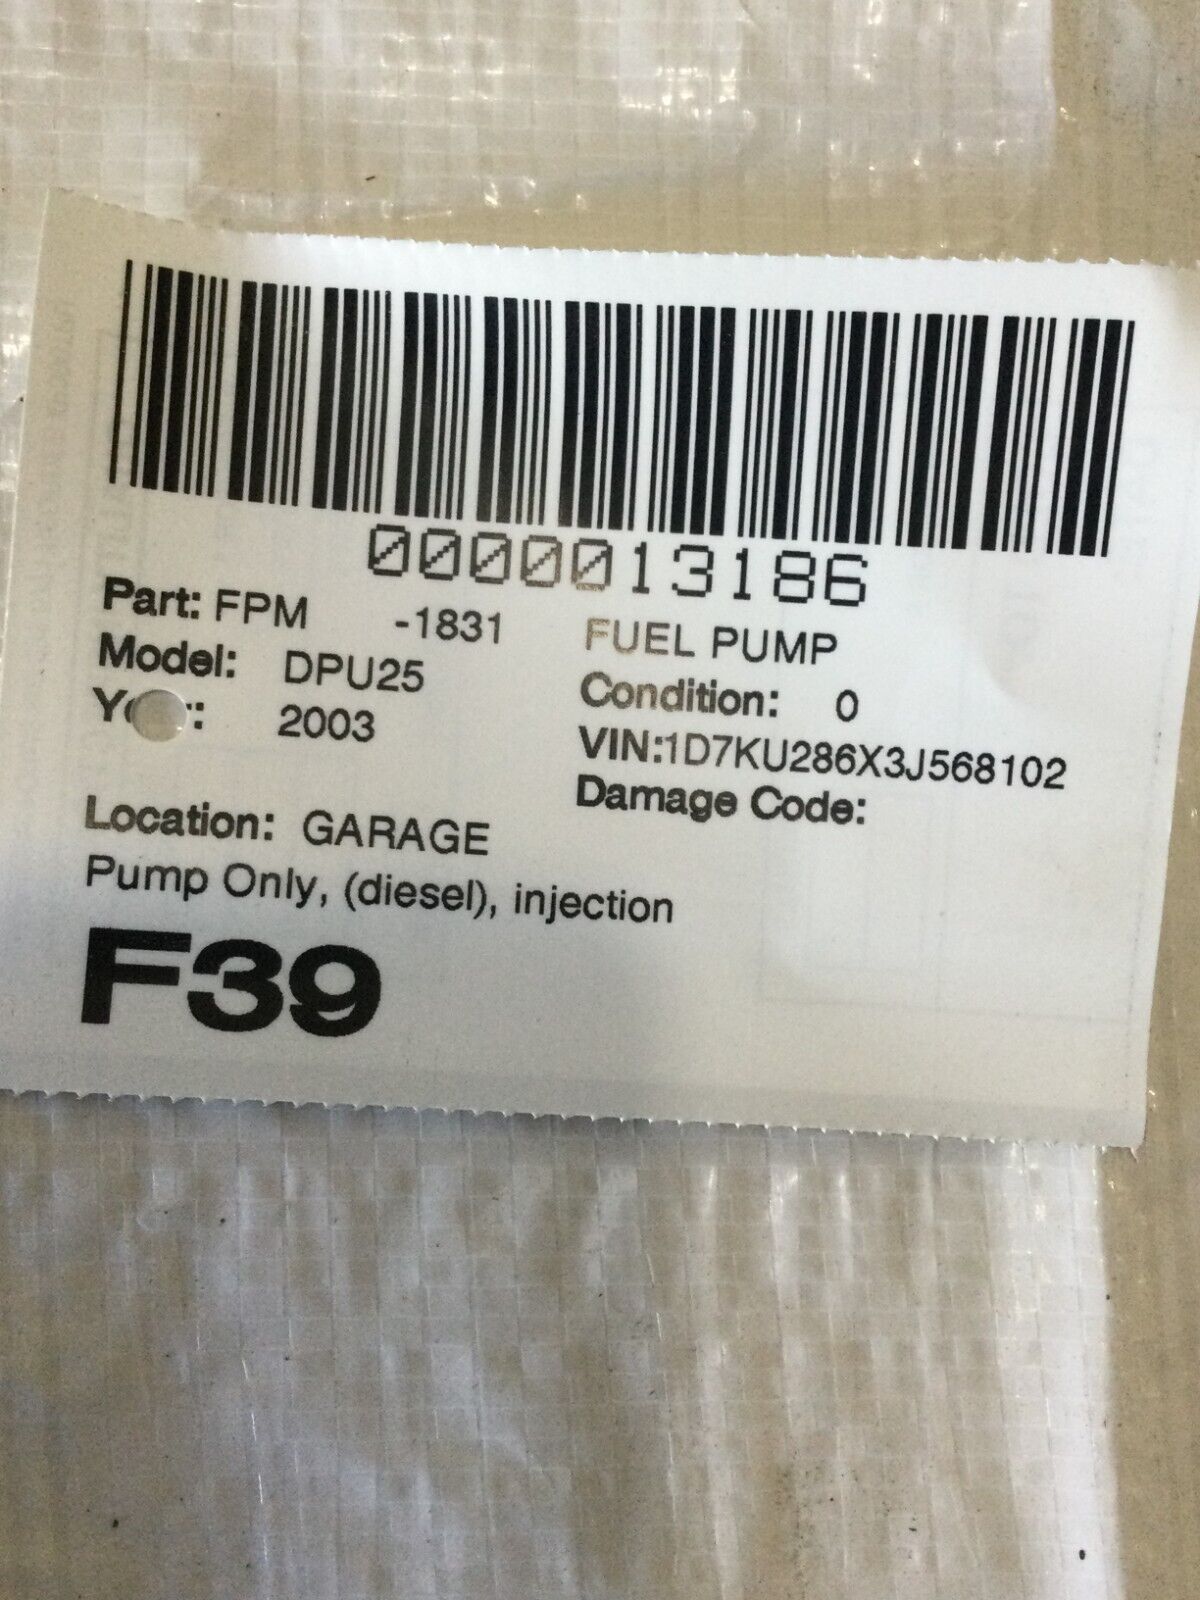 0000013186
Part: FPM -1831 FUEL PUMP
Model: DPU25 Condition: 0
2003 VIN:1D7KU286X3J568102
Damage Code:
Location: GARAGE
Pump Only, (diesel), injection
F39